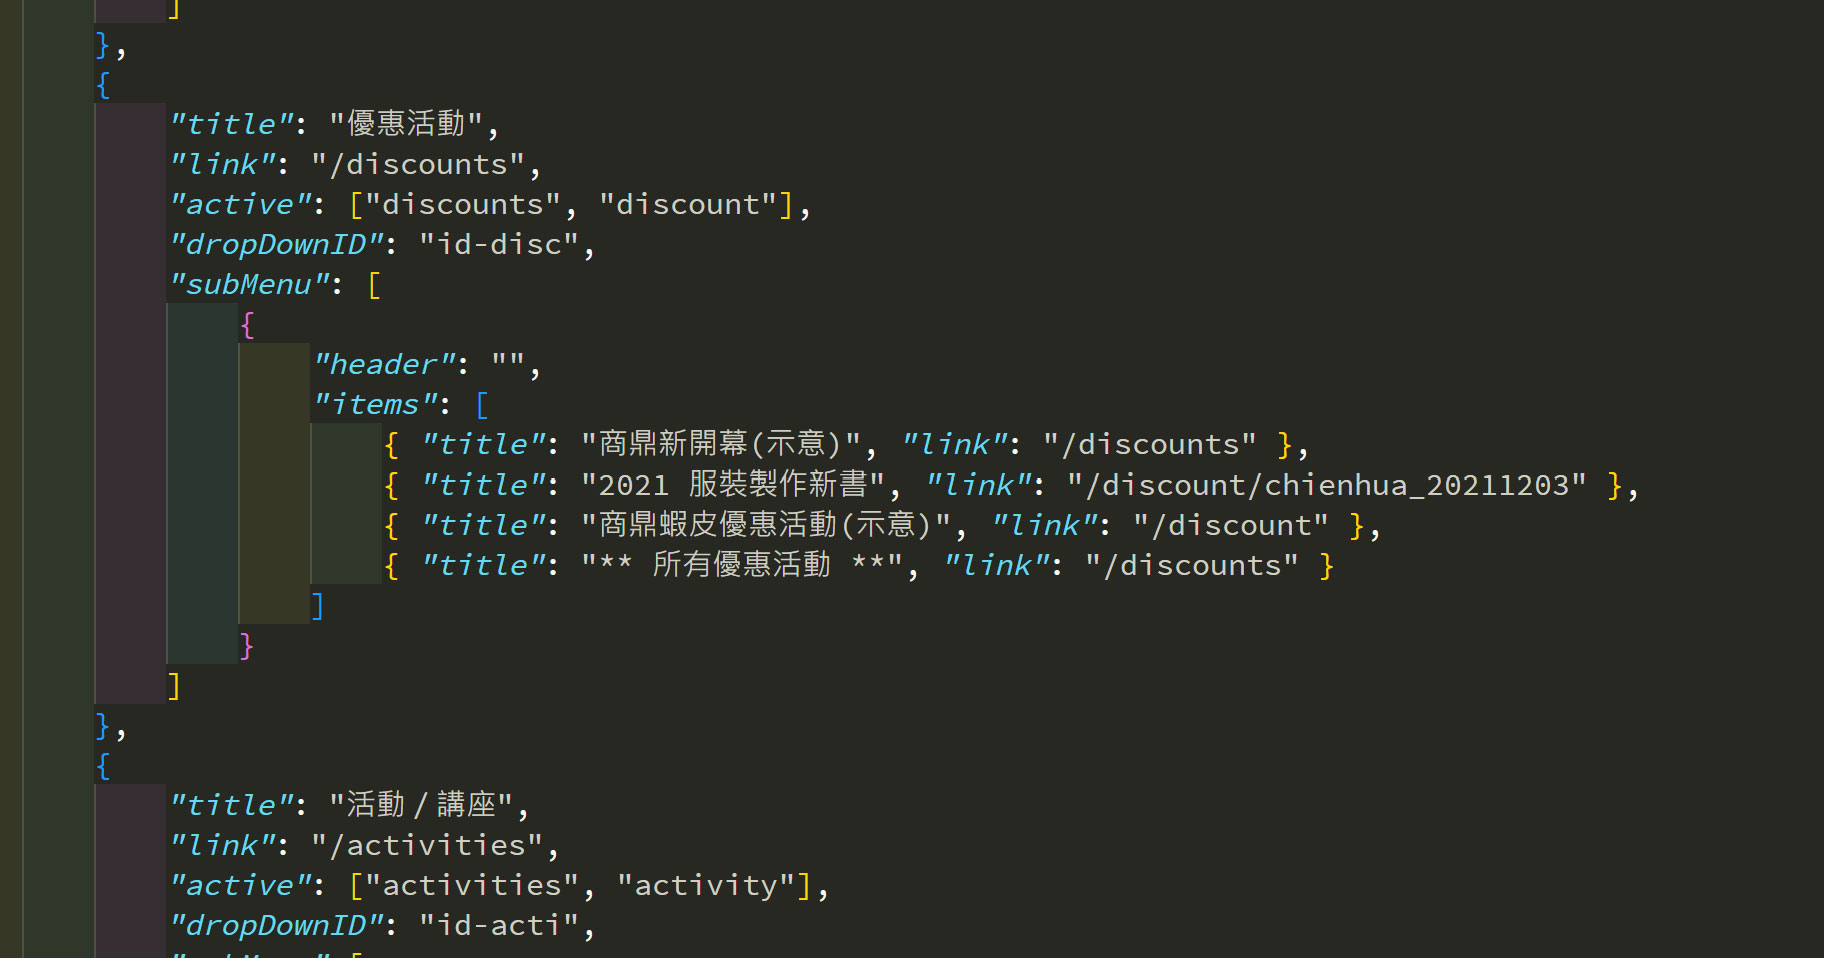 ]
},
{
"title": "優惠活動",
"link": "/discounts",
"active": ["discounts", "discount"],
"dropDownID": "id-disc",
"subMenu": [
{
"header": "",
"items": [
{ "title": "商鼎新開幕(示意)", "link": "/discounts" },
{ "title": "2021 服裝製作新書", "link": "/discount/chienhua_20211203" },
{ "title": "商鼎蝦皮優惠活動(示意)", "link": "/discount" },
{ "title": "** 所有優惠活動 **", "link": "/discounts" }
]
}
]
},
{
"title": "活動 / 講座",
"link": "/activities",
"active": ["activities", "activity"],
"dropDownID": "id-acti",